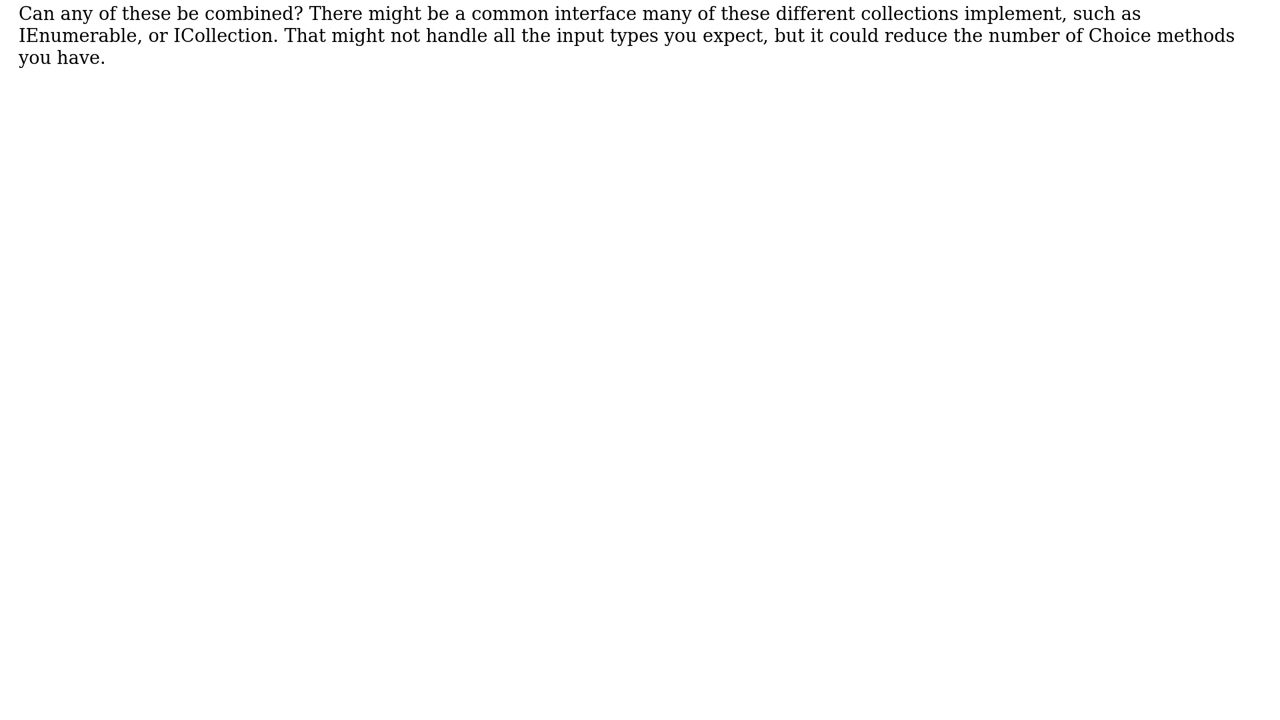 Can any of these be combined? There might be a common interface many of these different collections implement, such as
IEnumerable, or ICollection. That might not handle all the input types you expect, but it could reduce the number of Choice methods
you have.